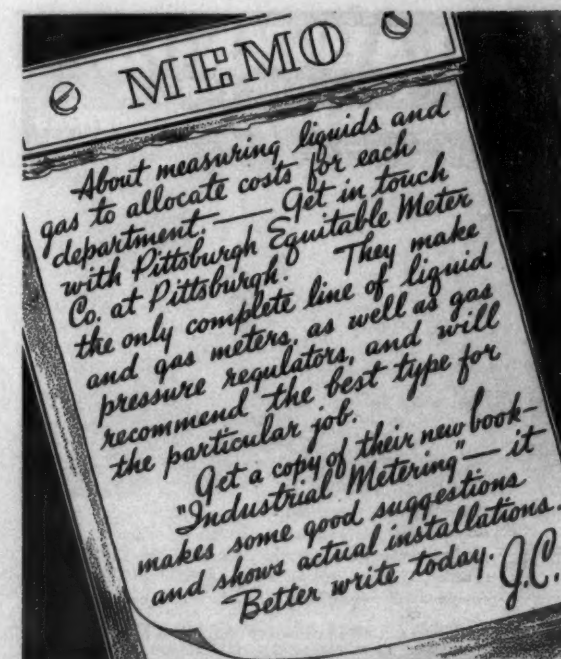 MEMO
About measuring liquids and
gas to allocate costs for each
department. — Get in touch
with Pittsburgh Equitable Meter
Co. at Pittsburgh. They make
the only complete line of liquid
and gas meters, as well as gas
pressure regulators, and will
recommend the best type for
the particular job.
Get a copy of their new book—
"Industrial Metering" — it
makes some good suggestions
and shows actual installations.
Better write today. J.C.